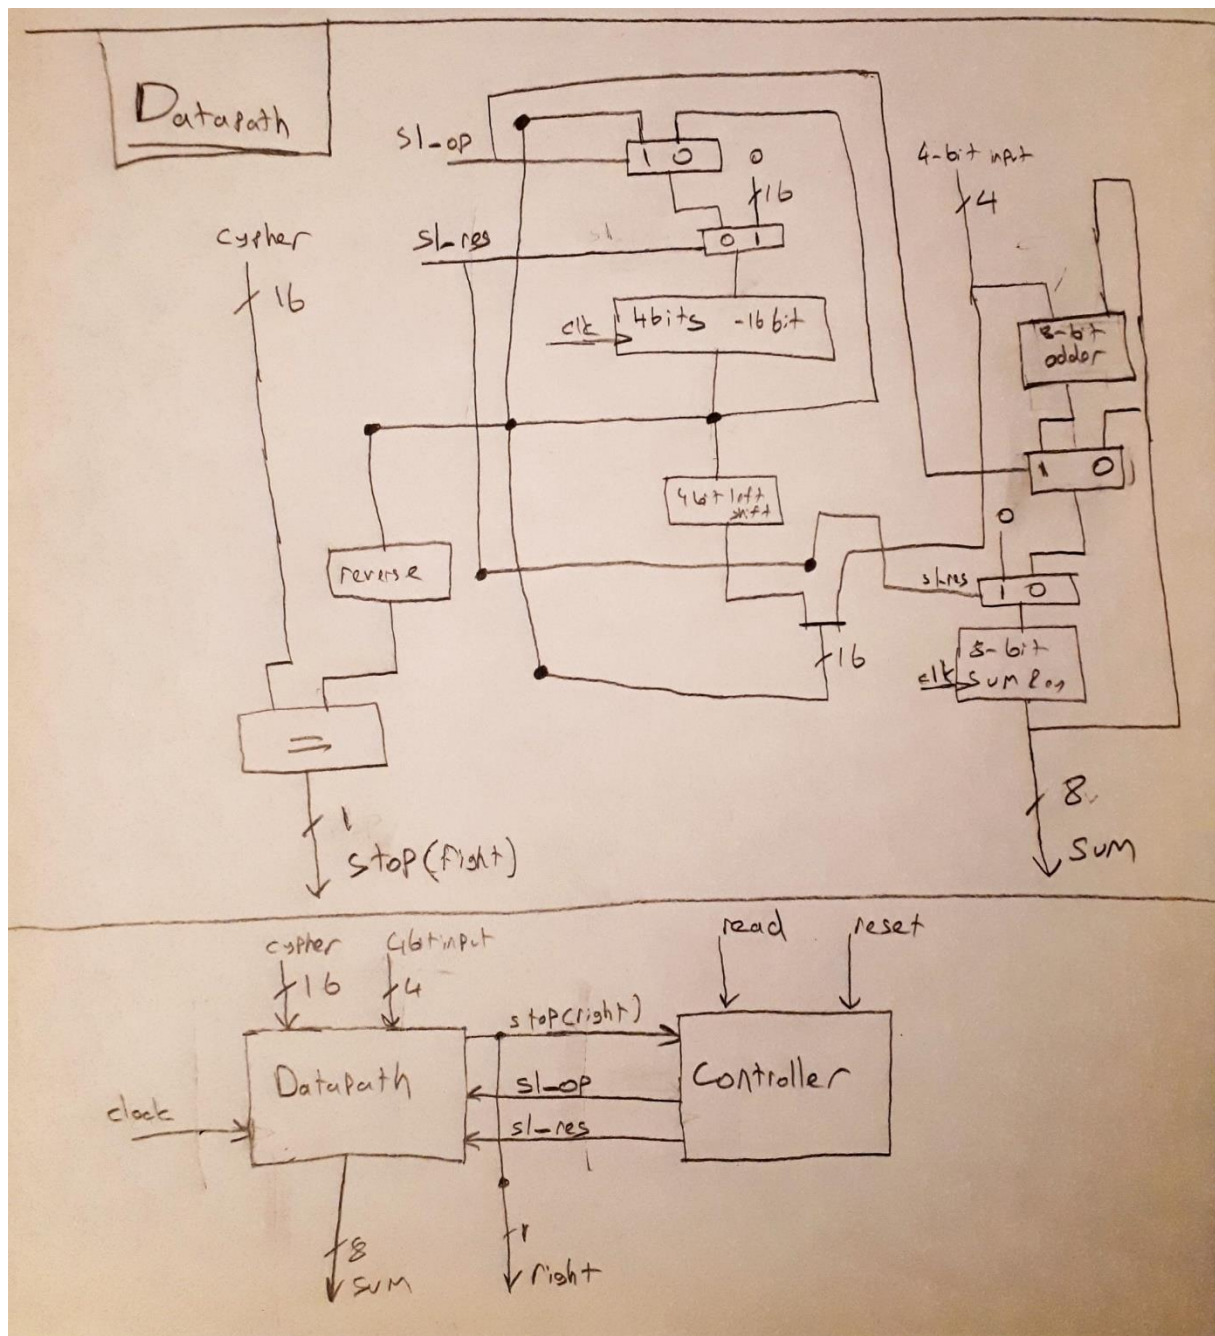 Datapath
sl_op
1 0
0
16
4-bit input
4
cypher
16
sl_res
sl
0 1
clk
4bits -16 bit
8-bit
adder
1 0
4bit left
shift
0
reverse
sl_res
1 0
16
8-bit
clk
Sum Reg
=
1
stop(right)
8
SUM
cypher
16
4bit input
4
read
reset
stop(right)
Datapath
Controller
sl_op
clock
sl_res
8
SUM
1
right